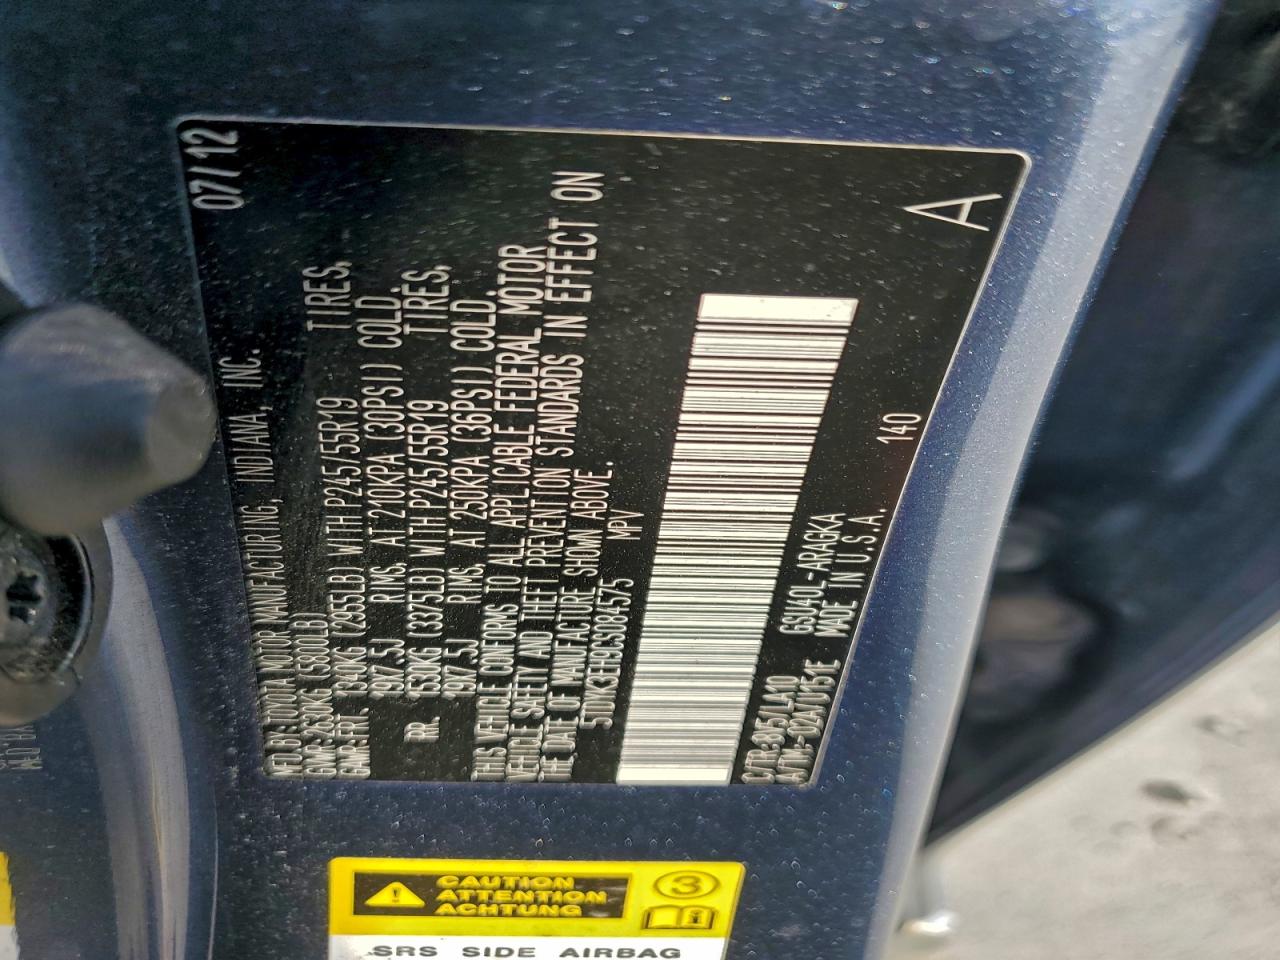 MFD. BY: TOYOTA MOTOR MANUFACTURING, INDIANA, INC. 07/12
GVWR: 2630KG (5800LB)
GAWR: FRT 1340KG (2955LB) WITH P245/55R19 TIRES,
19X7.5J RIMS, AT 210KPA (30PSI) COLD.
RR. 1530KG (3375LB) WITH P245/55R19 TIRES,
19X7.5J RIMS, AT 250KPA (36PSI) COLD.
THIS VEHICLE CONFORMS TO ALL APPLICABLE FEDERAL MOTOR
VEHICLE SAFETY AND THEFT PREVENTION STANDARDS IN EFFECT ON
THE DATE OF MANUFACTURE SHOWN ABOVE.
MPV
C/TR: 8V5/LA10 GSU40L-ARAGKA
MADE IN U.S.A. 140
A
CAUTION
ATTENTION
ACHTUNG
3
i
SRS SIDE AIRBAG